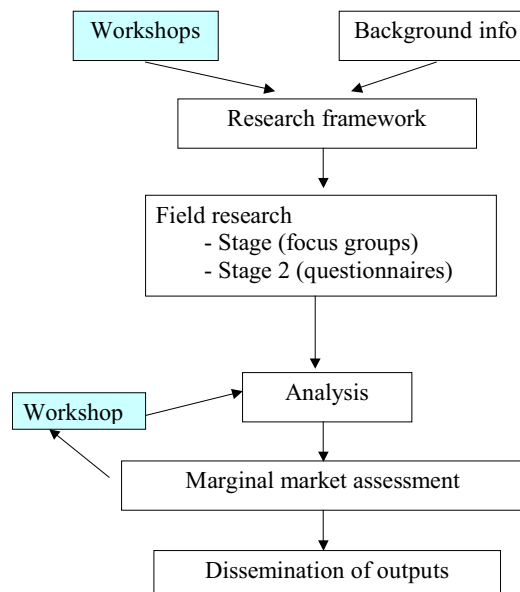 Workshops
Background info
Research framework
Field research
- Stage (focus groups)
- Stage 2 (questionnaires)
Analysis
Workshop
Marginal market assessment
Dissemination of outputs